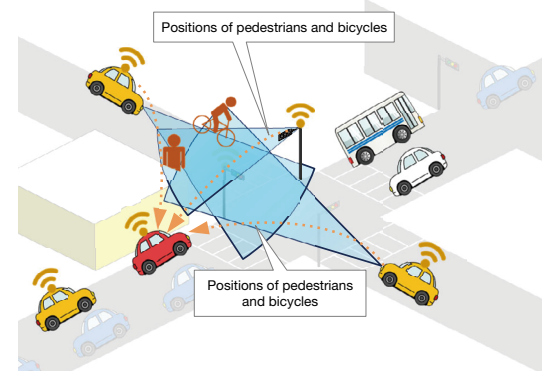 Positions of pedestrians and bicycles
Positions of pedestrians
and bicycles